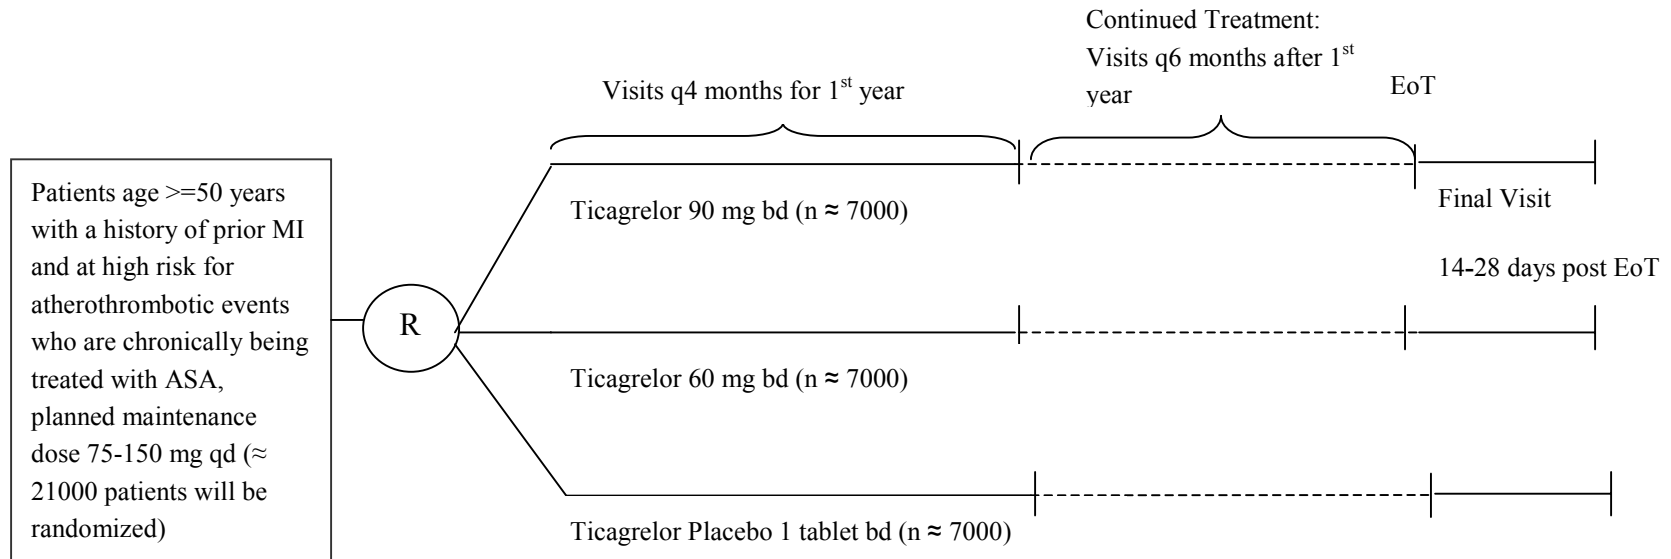 Continued Treatment:
Visits q6 months after 1st
year
EoT
Visits q4 months for 1st year
Patients age >=50 years
with a history of prior MI
and at high risk for
atherothrombotic events
who are chronically being
treated with ASA,
planned maintenance
dose 75-150 mg qd (≈
21000 patients will be
randomized)
R
Ticagrelor 90 mg bd (n ≈ 7000)
Final Visit
14-28 days post EoT
Ticagrelor 60 mg bd (n ≈ 7000)
Ticagrelor Placebo 1 tablet bd (n ≈ 7000)